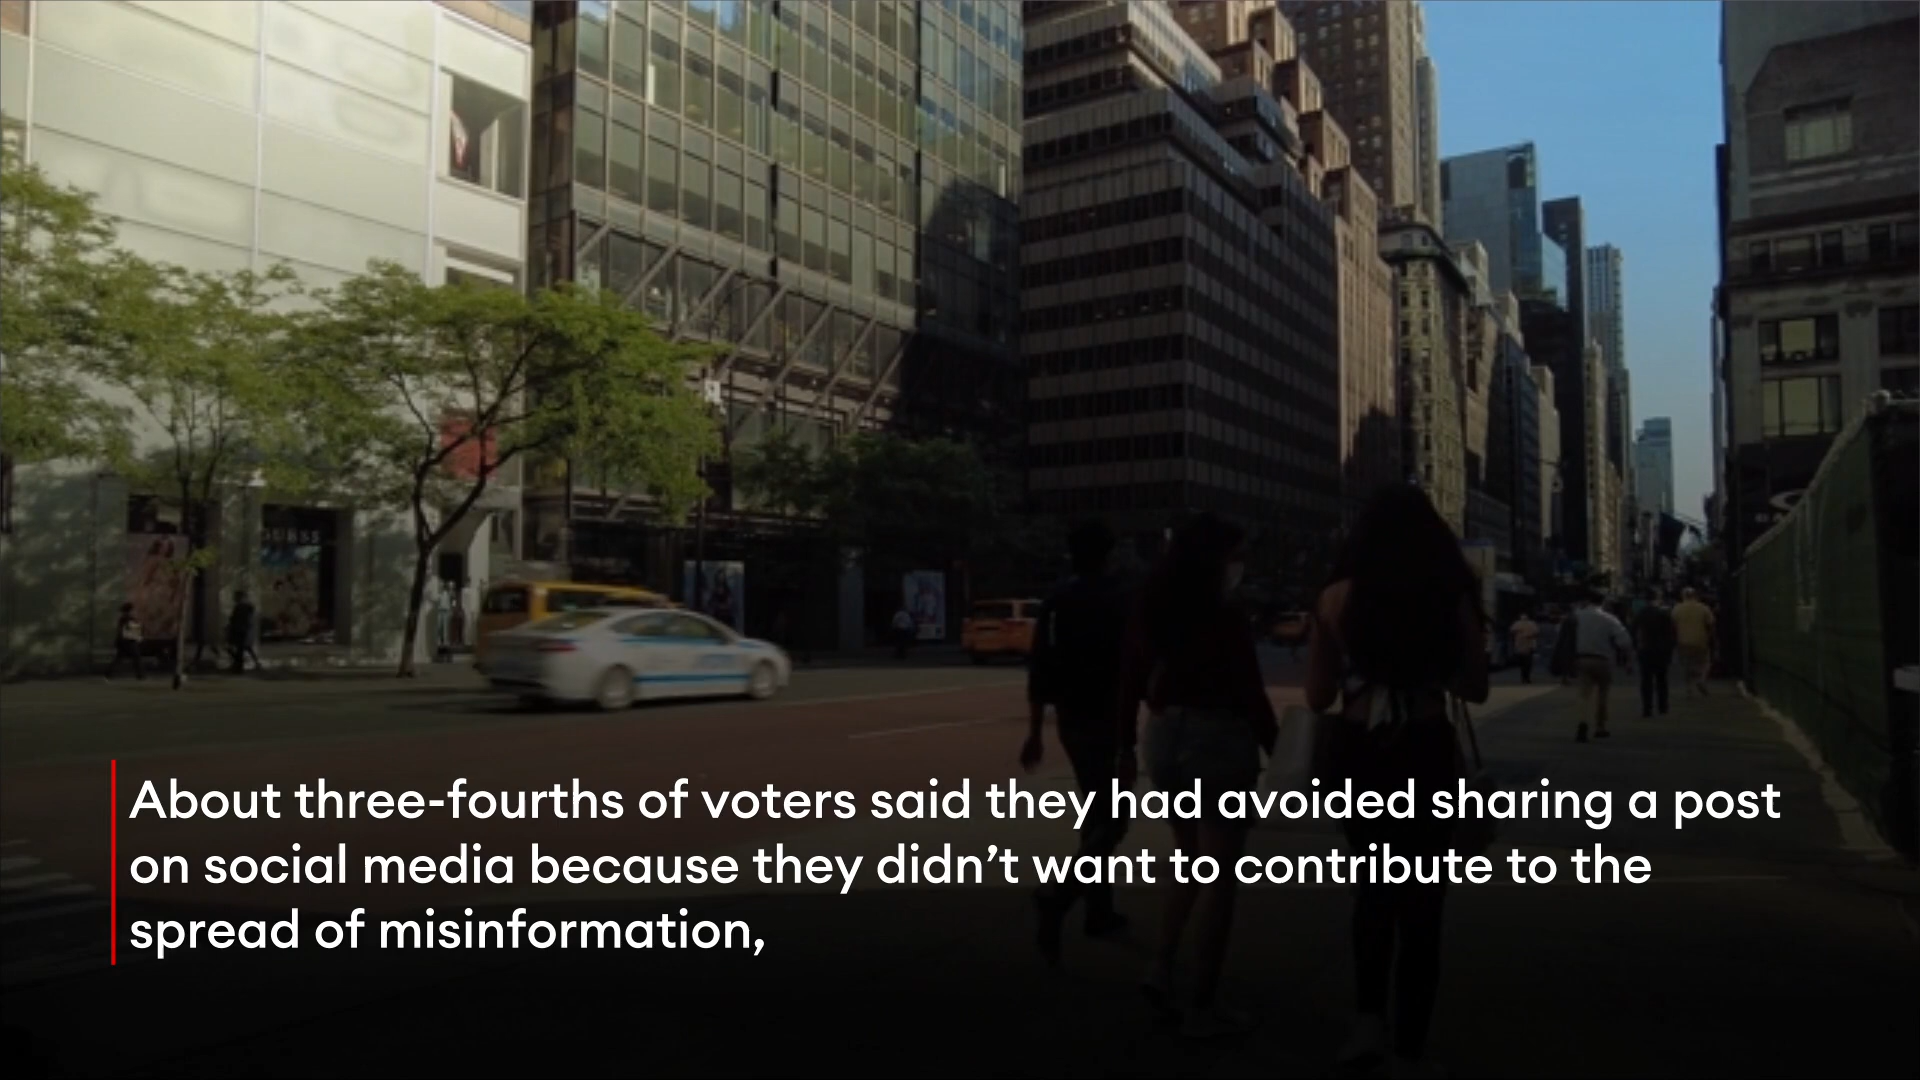 GUESS
About three-fourths of voters said they had avoided sharing a post
on social media because they didn’t want to contribute to the
spread of misinformation,